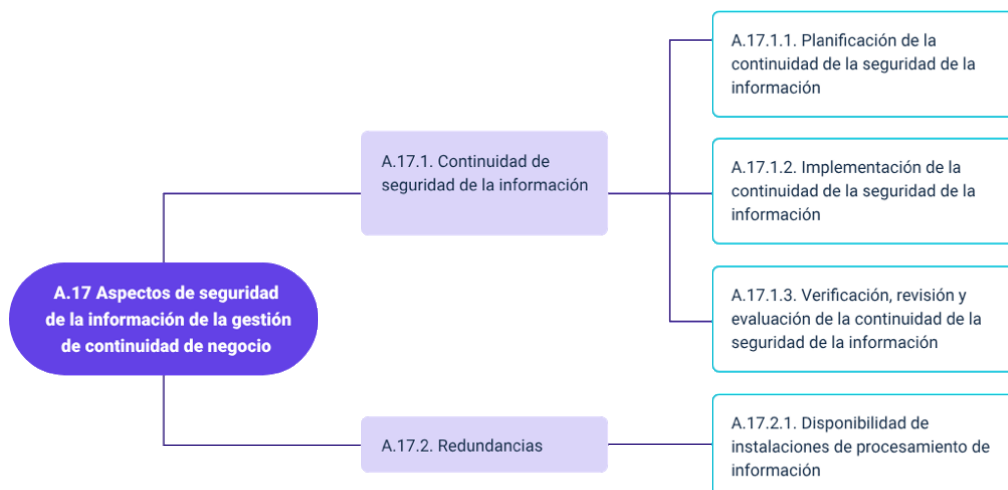 A.17 Aspectos de seguridad
de la información de la gestión
de continuidad de negocio
A.17.1. Continuidad de
seguridad de la información
A.17.1.1. Planificación de la
continuidad de la seguridad de la
información
A.17.1.2. Implementación de la
continuidad de la seguridad de la
información
A.17.1.3. Verificación, revisión y
evaluación de la continuidad de la
seguridad de la información
A.17.2. Redundancias
A.17.2.1. Disponibilidad de
instalaciones de procesamiento de
información